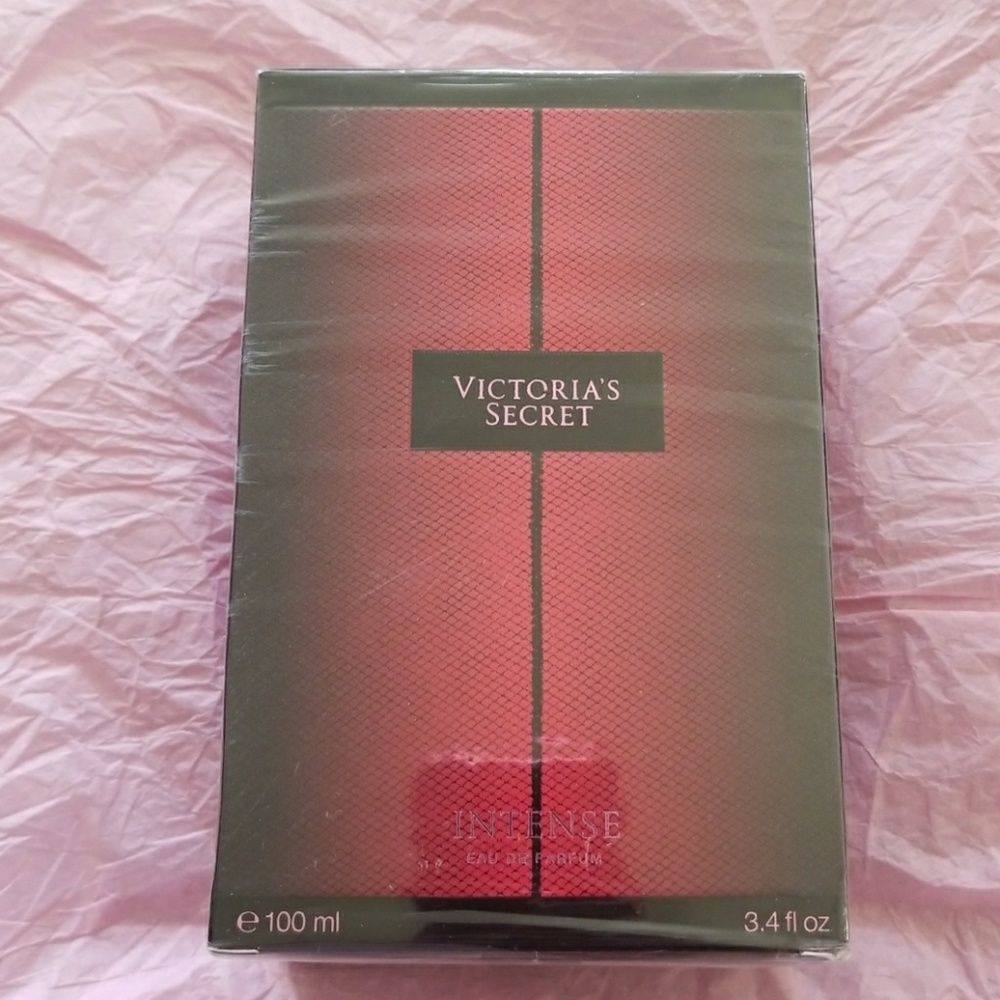 VICTORIA'S
SECRET
INTENSE
EAU DE PARFUM
℮ 100 ml
3.4 fl oz